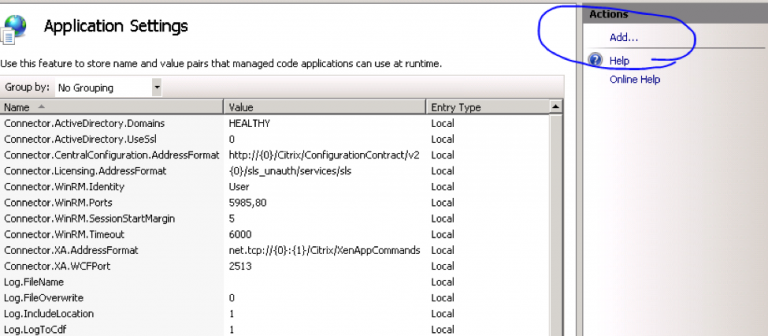 Application Settings
Use this feature to store name and value pairs that managed code applications can use at runtime.
Group by: No Grouping
Name Value Entry Type
Connector.ActiveDirectory.Domains HEALTHY Local
Connector.ActiveDirectory.UseSsl 0 Local
Connector.CentralConfiguration.AddressFormat http://{0}/Citrix/ConfigurationContract/v2 Local
Connector.Licensing.AddressFormat {0}/sls_unauth/services/sls Local
Connector.WinRM.Identity User Local
Connector.WinRM.Ports 5985,80 Local
Connector.WinRM.SessionStartMargin 5 Local
Connector.WinRM.Timeout 6000 Local
Connector.XA.AddressFormat net.tcp://{0}:{1}/Citrix/XenAppCommands Local
Connector.XA.WCFPort 2513 Local
Log.FileName Local
Log.FileOverwrite 0 Local
Log.IncludeLocation 1 Local
Log.LogToCdf 1 Local
Actions
Add...
Help
Online Help